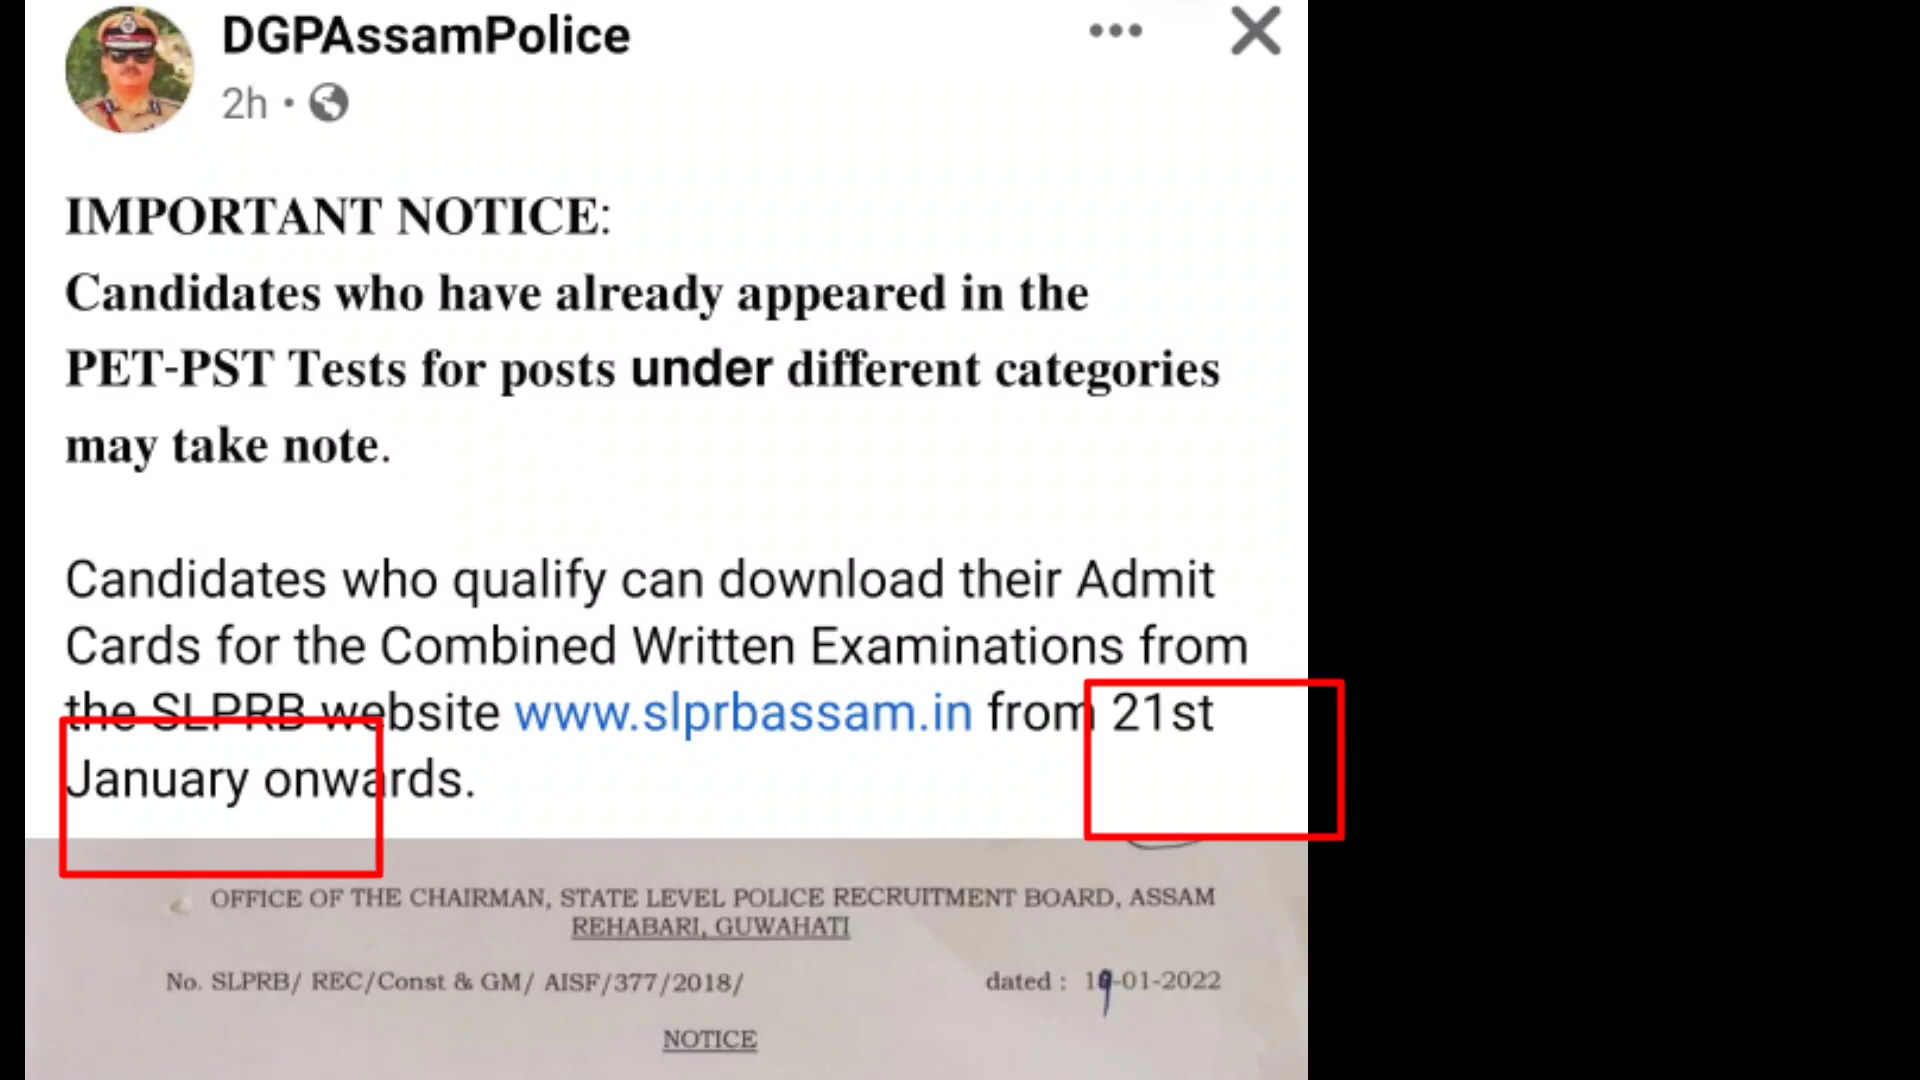 DGPAssamPolice
2h
IMPORTANT NOTICE:
Candidates who have already appeared in the
PET-PST Tests for posts under different categories
may take note.
Candidates who qualify can download their Admit
Cards for the Combined Written Examinations from
the SLPRB website www.slprbassam.in from 21st
January onwards.
OFFICE OF THE CHAIRMAN, STATE LEVEL POLICE RECRUITMENT BOARD, ASSAM
REHABARI, GUWAHATI
No. SLPRB/ REC/Const & GM/ AISF/377/2018/ dated : 19-01-2022
NOTICE